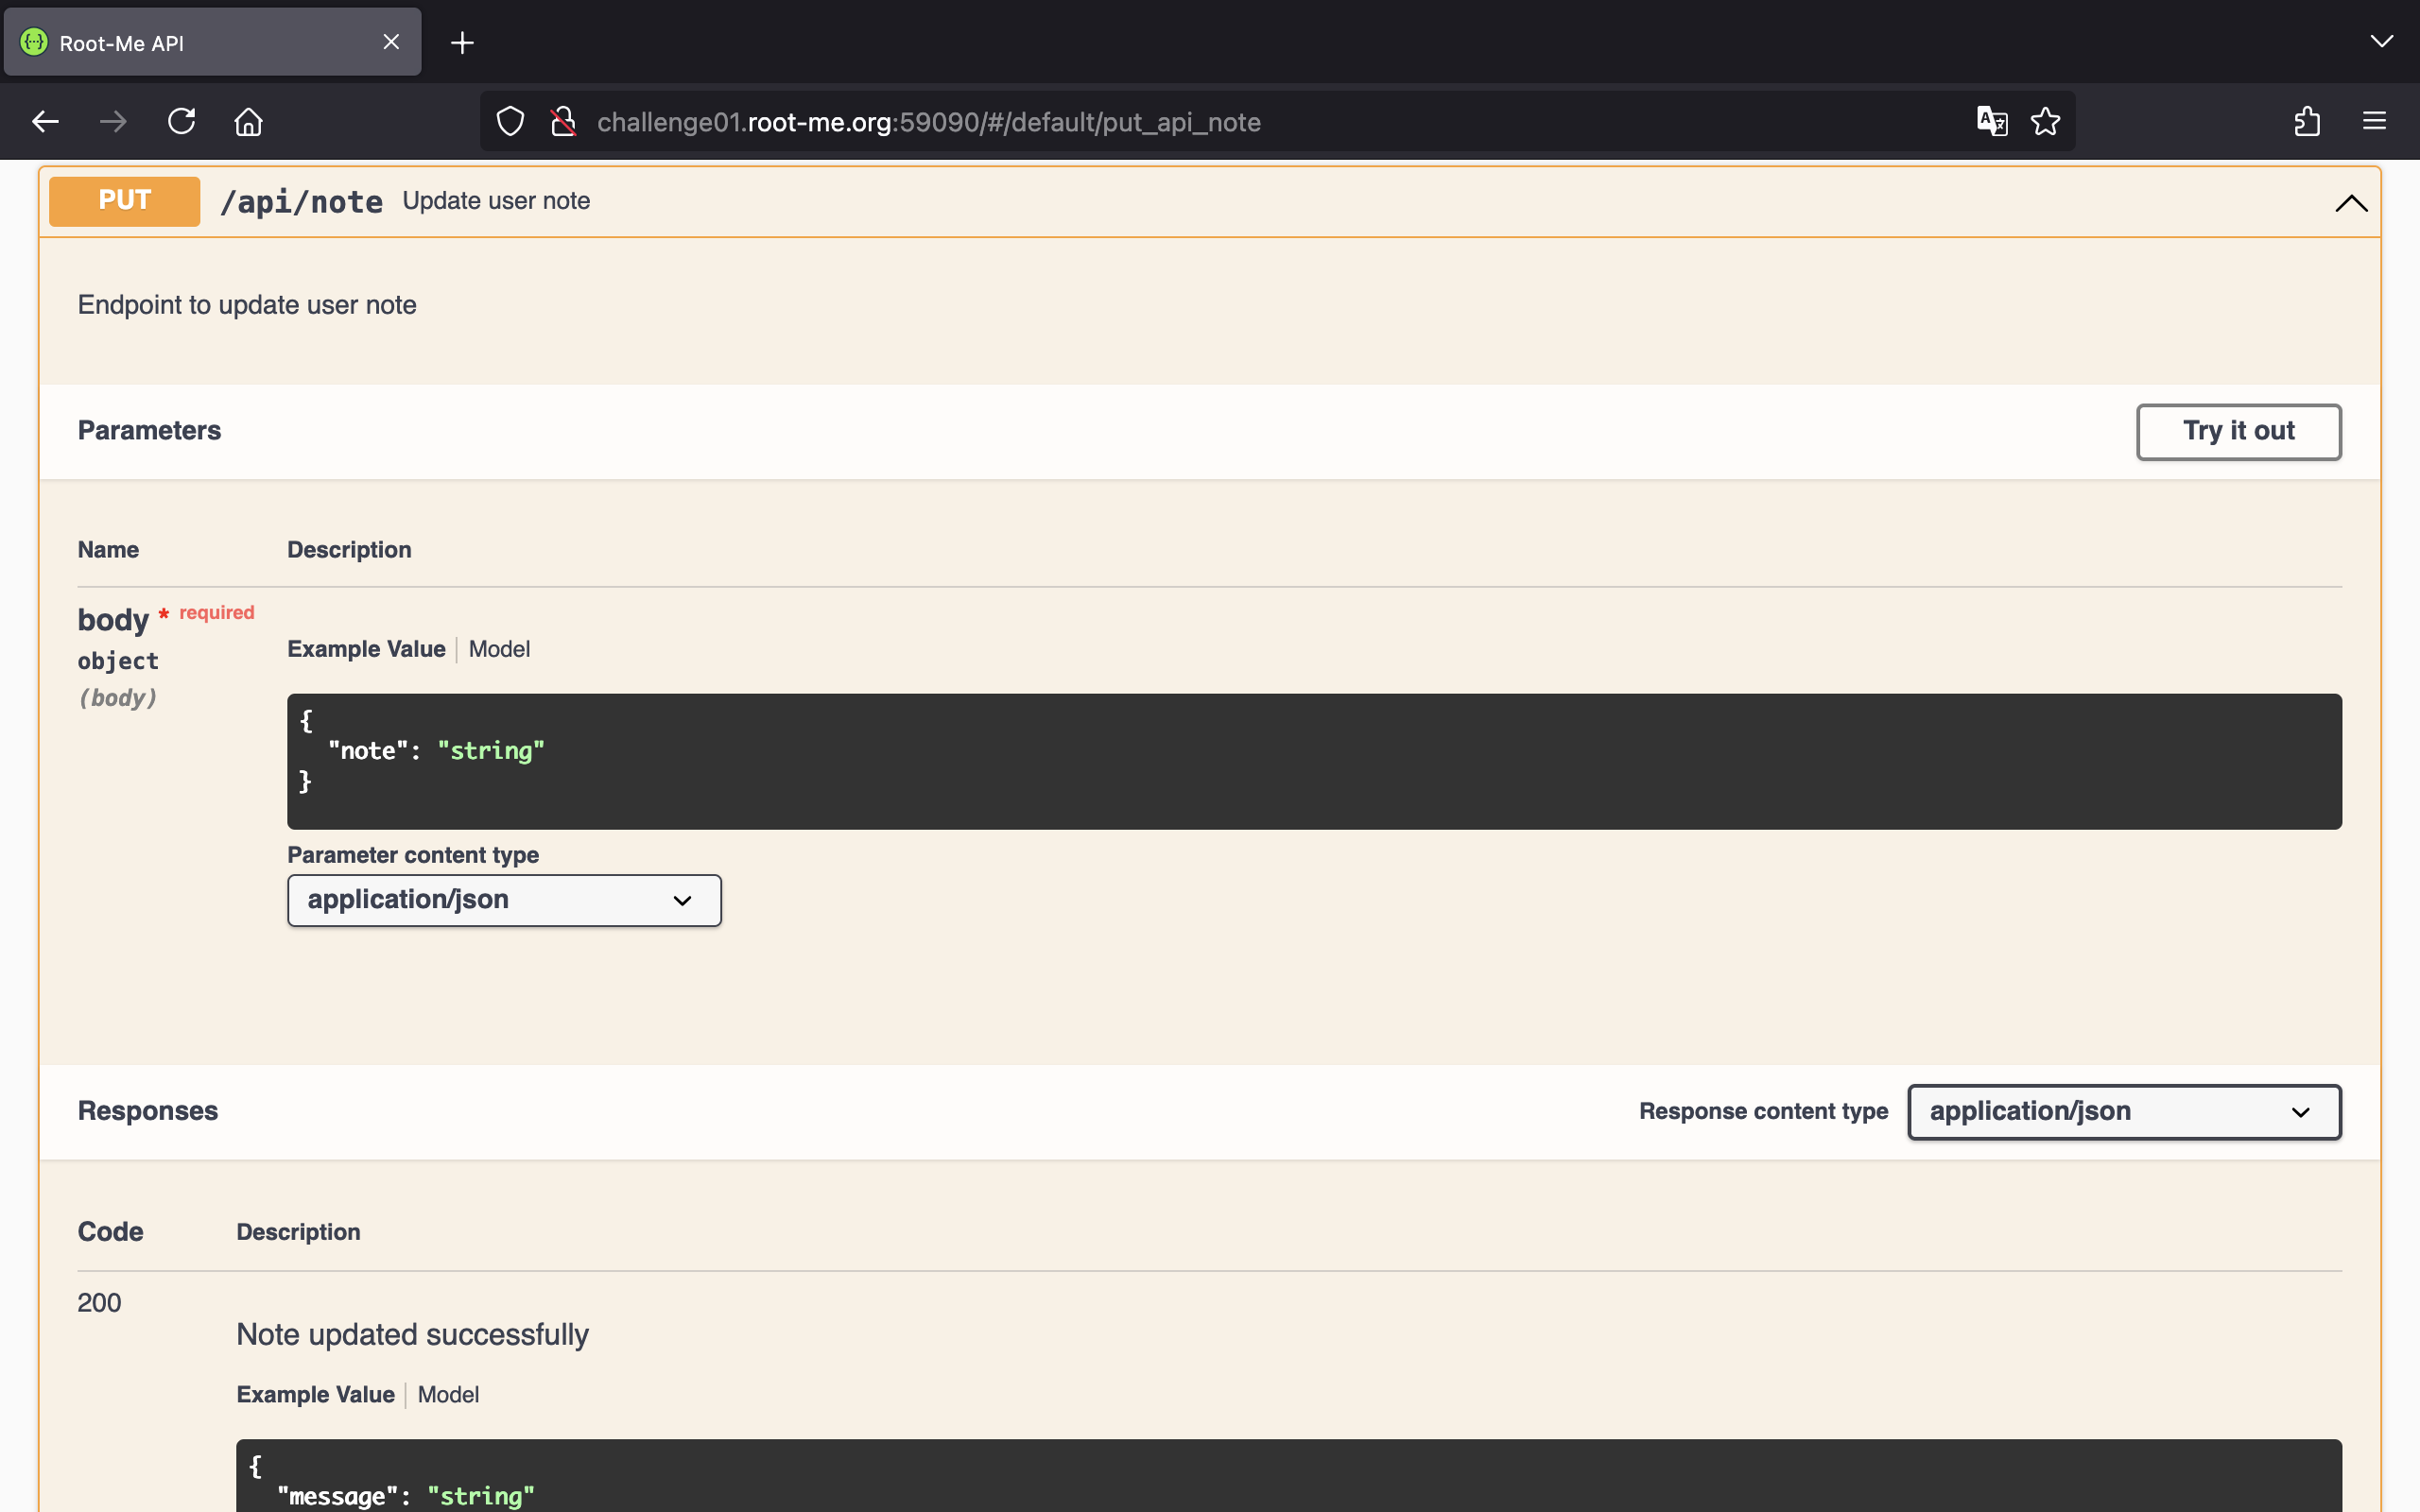 Root-Me API
challenge01.root-me.org:59090/#/default/put_api_note
PUT /api/note Update user note
Endpoint to update user note
Parameters
Try it out
Name Description
body * required
object
(body)
Example Value Model
{
"note": "string"
}
Parameter content type
application/json
Responses
Response content type application/json
Code Description
200
Note updated successfully
Example Value Model
{
"message": "string"